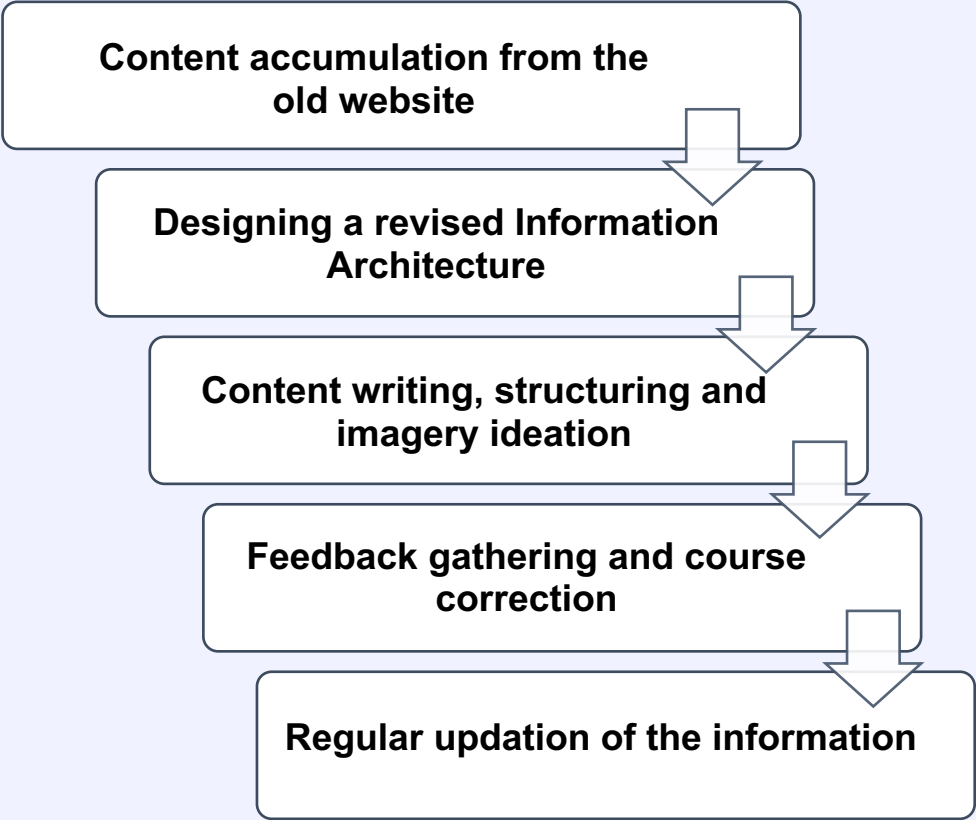 Content accumulation from the
old website
Designing a revised Information
Architecture
Content writing, structuring and
imagery ideation
Feedback gathering and course
correction
Regular updation of the information